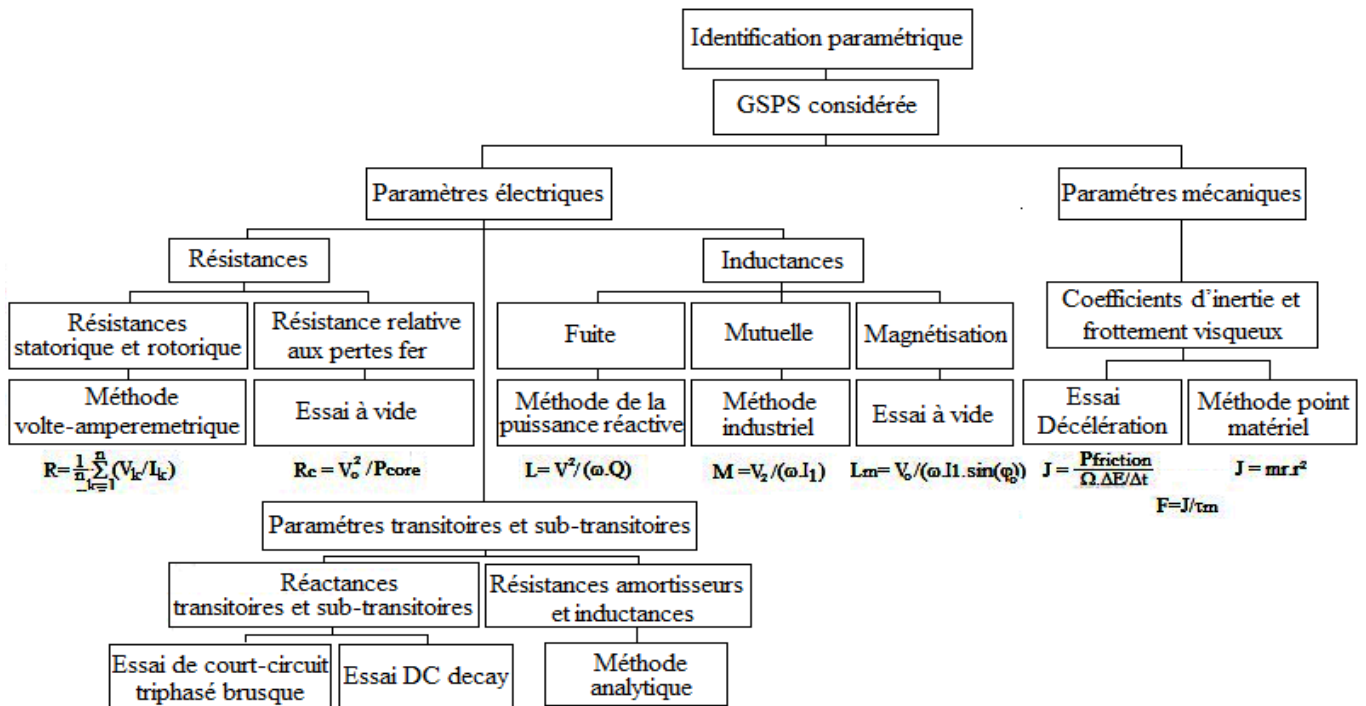 Identification paramétrique
GSPS considérée
Paramètres électriques
Paramétres mécaniques
Résistances
Inductances
Résistances
statorique et rotorique
Résistance relative
aux pertes fer
Fuite
Mutuelle
Magnétisation
Coefficients d'inertie et
frottement visqueux
Méthode
volte-amperemetrique
Essai à vide
Méthode de la
puissance réactive
Méthode
industriel
Essai à vide
Essai
Décélération
Méthode point
matériel
R=1/n ∑ₖ₌₁ⁿ(Vₖ/Iₖ)
Rc = Vₒ²/Pcore
L= V²/(ω.Q)
M =V₂/(ω.I₁)
Lm= Vₒ/(ω.I1.sin(φₒ))
J = Pfriction/Ω.ΔE/Δt
J = mr.r²
F=J/τm
Paramétres transitoires et sub-transitoires
Réactances
transitoires et sub-transitoires
Résistances amortisseurs
et inductances
Essai de court-circuit
triphasé brusque
Essai DC decay
Méthode
analytique